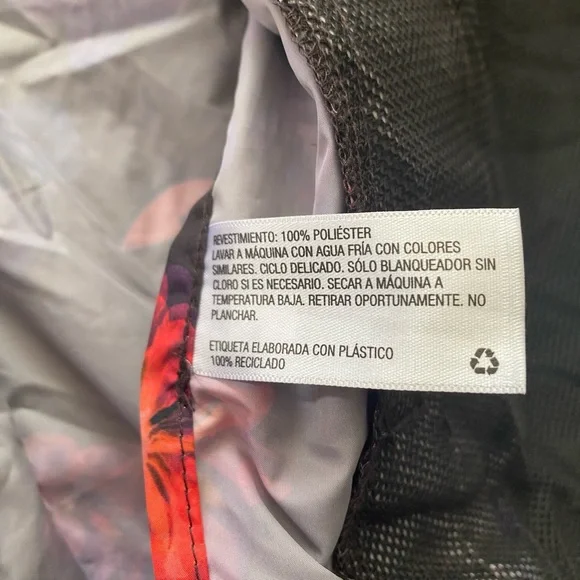 REVESTIMIENTO: 100% POLIÉSTER
LAVAR A MÁQUINA CON AGUA FRÍA CON COLORES
SIMILARES. CICLO DELICADO. SÓLO BLANQUEADOR SIN
CLORO SI ES NECESARIO. SECAR A MÁQUINA A
TEMPERATURA BAJA. RETIRAR OPORTUNAMENTE. NO
PLANCHAR.
ETIQUETA ELABORADA CON PLÁSTICO
100% RECICLADO